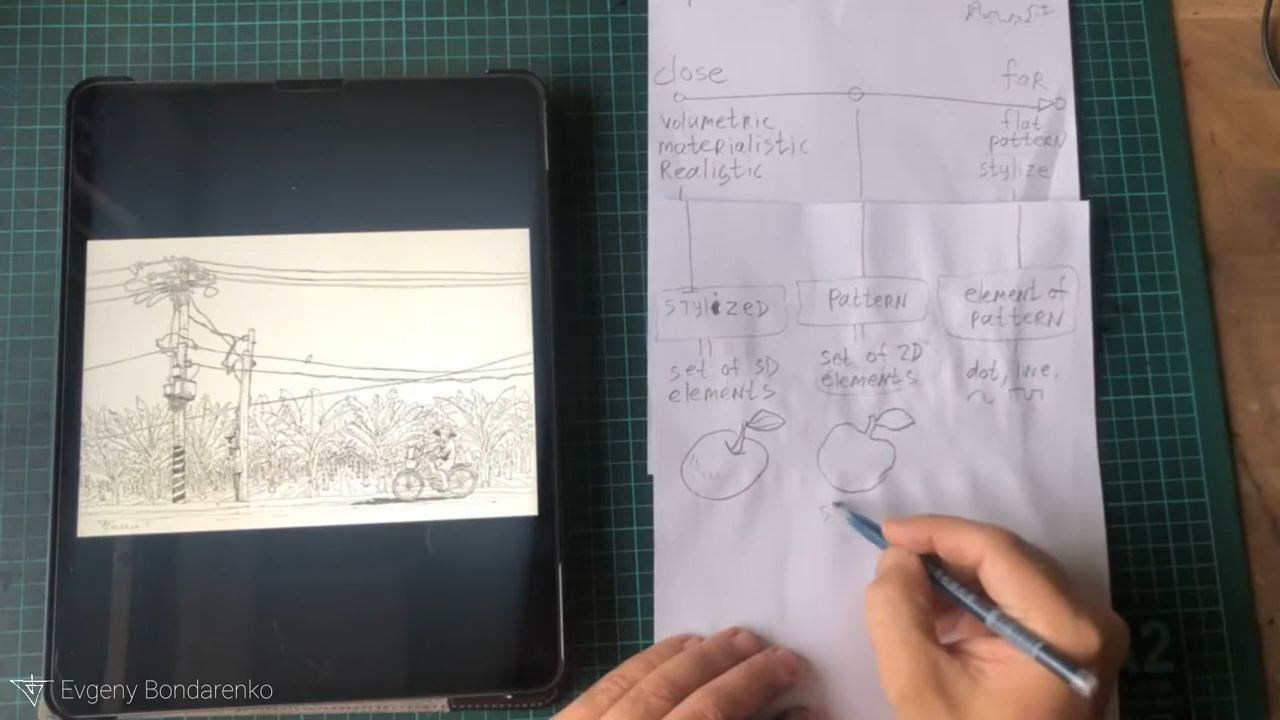 close
far
volumetric
materialistic
Realistic
flat
pattern
stylize
STYLIZED
PATTERN
element of
PATTERN
set of 3D
elements
set of 2D
elements
dot, line,
s
A2
Evgeny Bondarenko